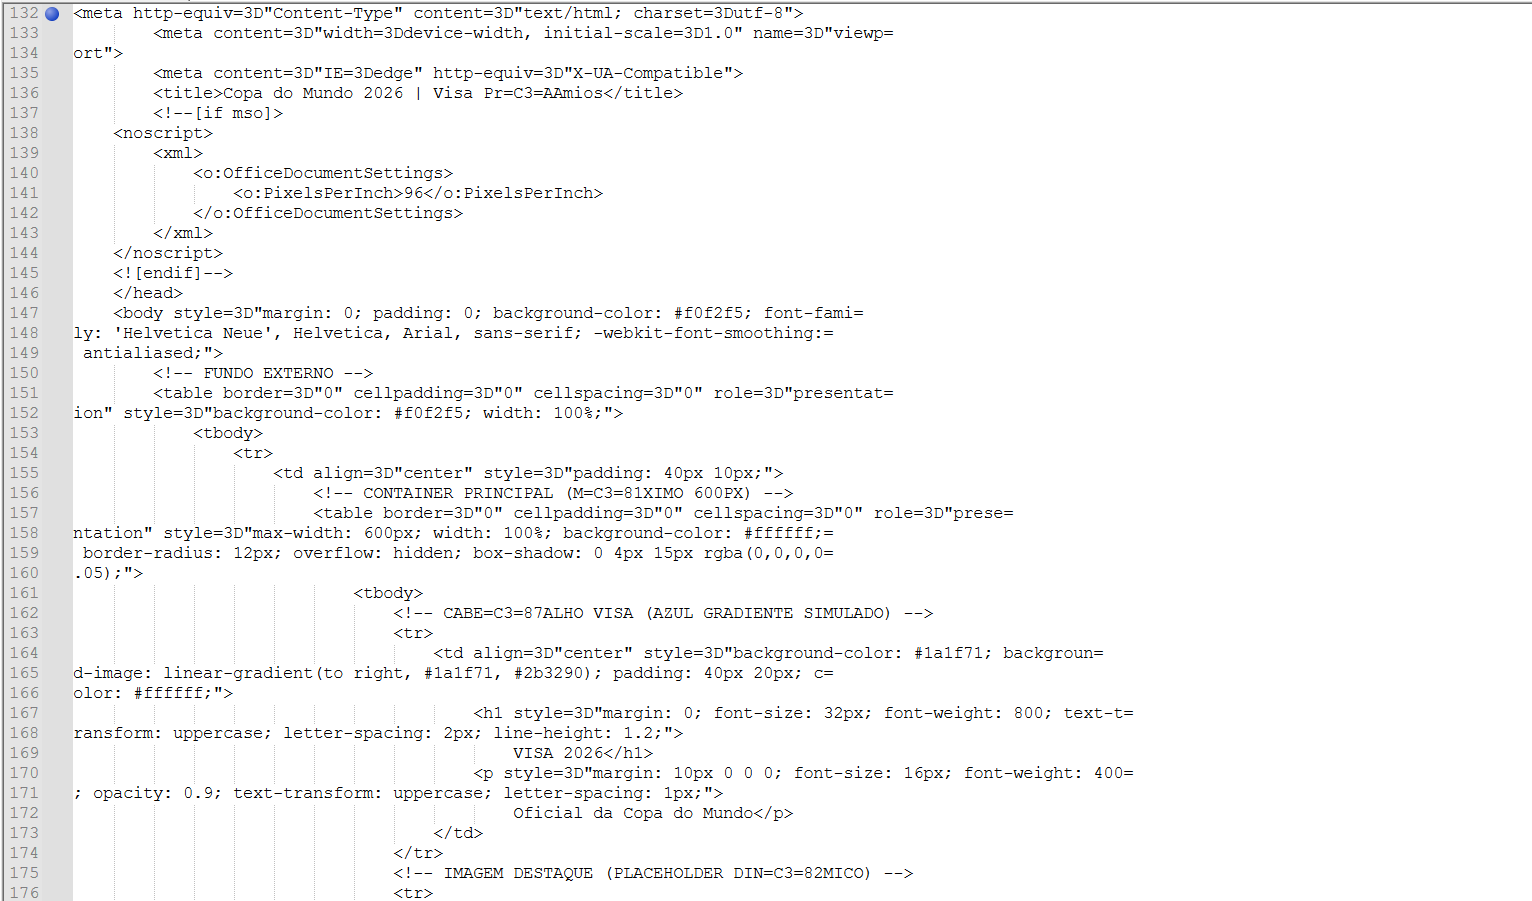 132 <meta http-equiv=3D"Content-Type" content=3D"text/html; charset=3Dutf-8">
133         <meta content=3D"width=3Ddevice-width, initial-scale=3D1.0" name=3D"viewp=
134 ort">
135         <meta content=3D"IE=3Dedge" http-equiv=3D"X-UA-Compatible">
136         <title>Copa do Mundo 2026 | Visa Pr=C3=AAmios</title>
137         <!--[if mso]>
138     <noscript>
139         <xml>
140             <o:OfficeDocumentSettings>
141                 <o:PixelsPerInch>96</o:PixelsPerInch>
142             </o:OfficeDocumentSettings>
143         </xml>
144     </noscript>
145     <![endif]-->
146     </head>
147     <body style=3D"margin: 0; padding: 0; background-color: #f0f2f5; font-fami=
148 ly: 'Helvetica Neue', Helvetica, Arial, sans-serif; -webkit-font-smoothing:=
149  antialiased;">
150         <!-- FUNDO EXTERNO -->
151         <table border=3D"0" cellpadding=3D"0" cellspacing=3D"0" role=3D"presentat=
152 ion" style=3D"background-color: #f0f2f5; width: 100%;">
153             <tbody>
154                 <tr>
155                     <td align=3D"center" style=3D"padding: 40px 10px;">
156                         <!-- CONTAINER PRINCIPAL (M=C3=81XIMO 600PX) -->
157                         <table border=3D"0" cellpadding=3D"0" cellspacing=3D"0" role=3D"prese=
158 ntation" style=3D"max-width: 600px; width: 100%; background-color: #ffffff;=
159  border-radius: 12px; overflow: hidden; box-shadow: 0 4px 15px rgba(0,0,0,0=
160 .05);">
161                             <tbody>
162                                 <!-- CABE=C3=87ALHO VISA (AZUL GRADIENTE SIMULADO) -->
163                                 <tr>
164                                     <td align=3D"center" style=3D"background-color: #1a1f71; backgroun=
165 d-image: linear-gradient(to right, #1a1f71, #2b3290); padding: 40px 20px; c=
166 olor: #ffffff;">
167                                         <h1 style=3D"margin: 0; font-size: 32px; font-weight: 800; text-t=
168 ransform: uppercase; letter-spacing: 2px; line-height: 1.2;">
169                                             VISA 2026</h1>
170                                         <p style=3D"margin: 10px 0 0 0; font-size: 16px; font-weight: 400=
171 ; opacity: 0.9; text-transform: uppercase; letter-spacing: 1px;">
172                                             Oficial da Copa do Mundo</p>
173                                     </td>
174                                 </tr>
175                                 <!-- IMAGEM DESTAQUE (PLACEHOLDER DIN=C3=82MICO) -->
176                                 <tr>